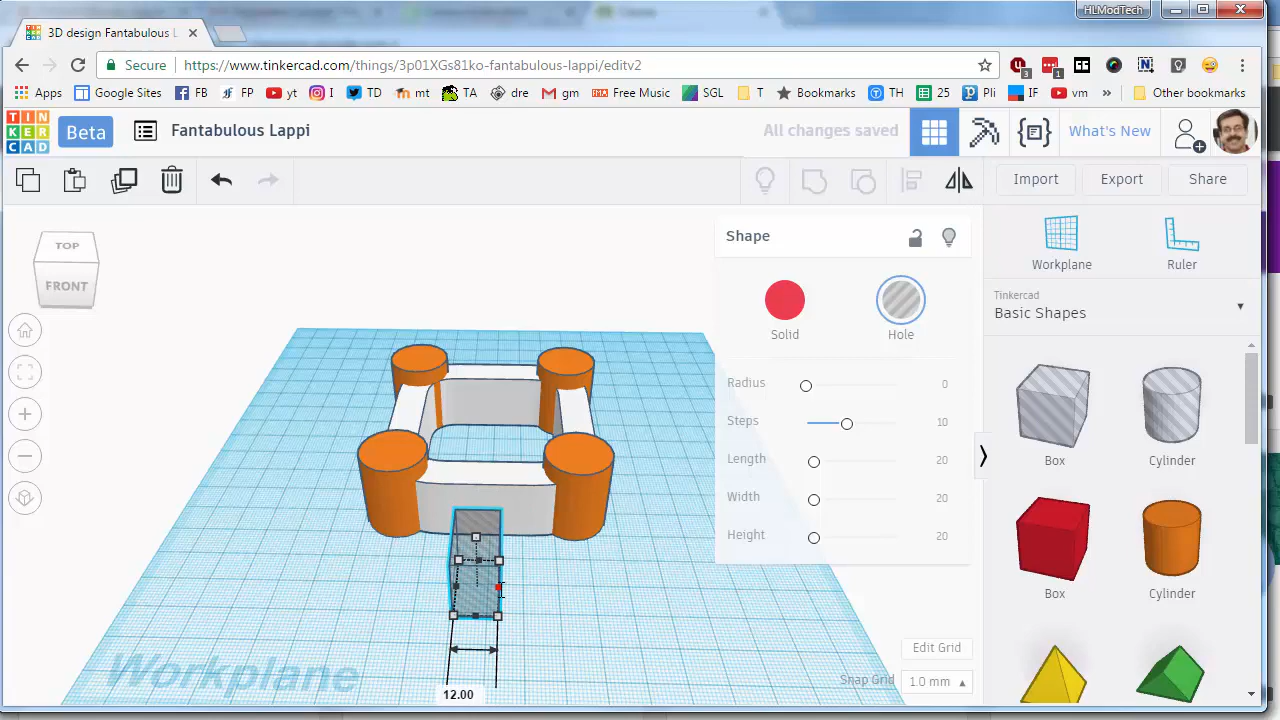 HLModTech
3D design Fantabulous L
Secure https://www.tinkercad.com/things/3p01XGs81ko-fantabulous-lappi/editv2
3 1
Apps Google Sites FB FP yt I TD mt TA dre gm Free Music SGL T Bookmarks TH 25 Pli IF vm » Other bookmarks
TIN
KER
CAD
Beta
Fantabulous Lappi
All changes saved
What's New
Import Export Share
TOP
FRONT
Shape
Solid Hole
Radius 0
Steps 10
Length 20
Width 20
Height 20
Workplane Ruler
Tinkercad
Basic Shapes
Box Cylinder
Box Cylinder
Workplane
12.00
Edit Grid
Snap Grid 1.0 mm